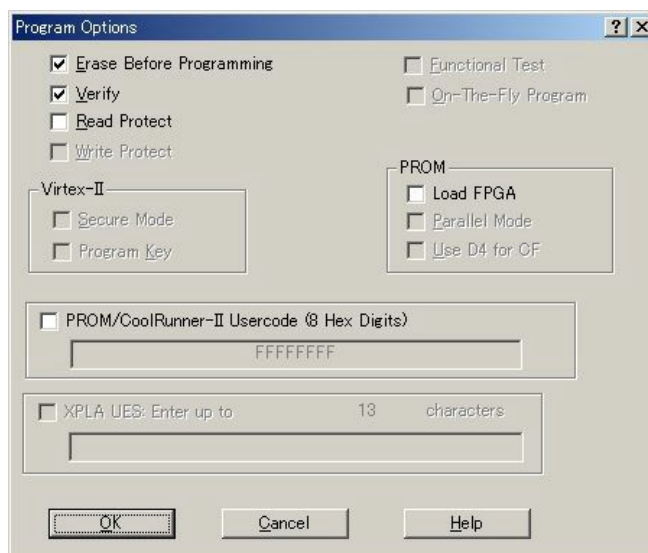 Program Options
Erase Before Programming
Verify
Read Protect
Write Protect
Functional Test
On-The-Fly Program
Virtex-II
Secure Mode
Program Key
PROM
Load FPGA
Parallel Mode
Use D4 for CF
PROM/CoolRunner-II Usercode (8 Hex Digits)
FFFFFFFF
XPLA UES: Enter up to 13 characters
OK Cancel Help